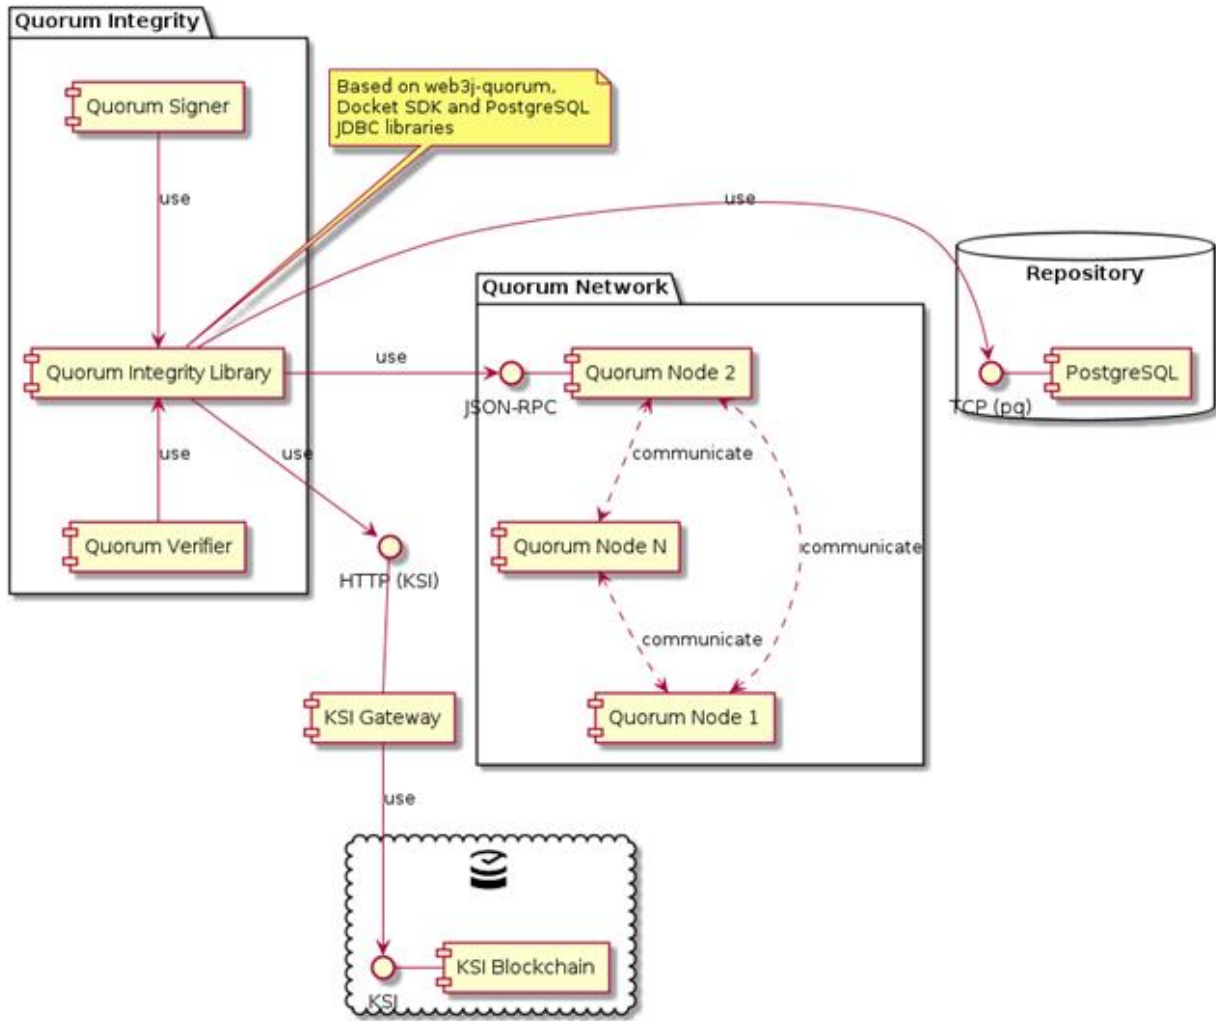 Quorum Integrity
Quorum Signer
Based on web3j-quorum,
Docket SDK and PostgreSQL
JDBC libraries
use
use
Repository
Quorum Network
Quorum Integrity Library
use
JSON-RPC
Quorum Node 2
TCP (pq)
PostgreSQL
use
use
communicate
Quorum Verifier
HTTP (KSI)
Quorum Node N
communicate
communicate
KSI Gateway
Quorum Node 1
use
KSI
KSI Blockchain